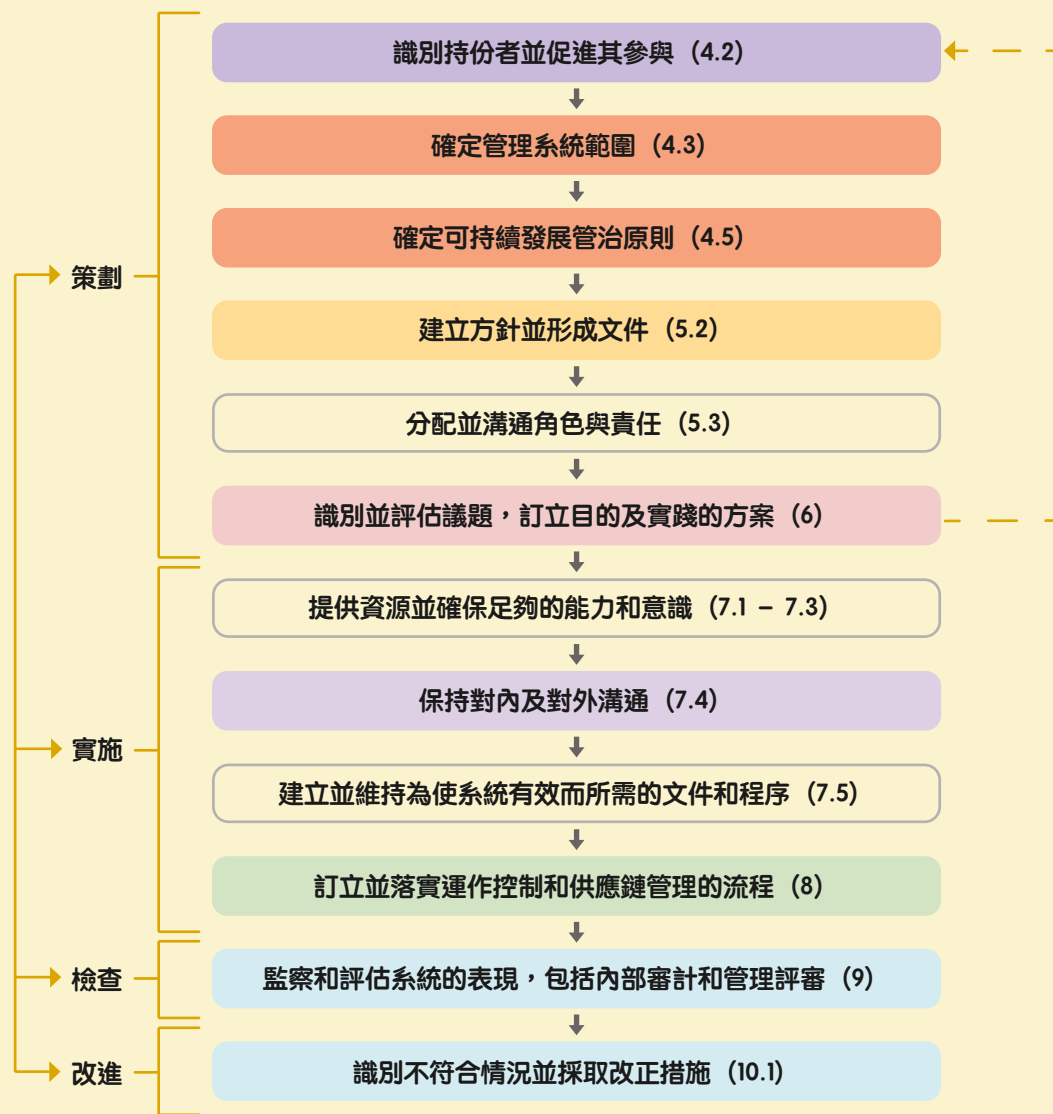 識別持份者並促進其參與 (4.2)
確定管理系統範圍 (4.3)
確定可持續發展管治原則 (4.5)
策劃
建立方針並形成文件 (5.2)
分配並溝通角色與責任 (5.3)
識別並評估議題，訂立目的及實踐的方案 (6)
提供資源並確保足夠的能力和意識 (7.1 – 7.3)
保持對內及對外溝通 (7.4)
實施
建立並維持為使系統有效而所需的文件和程序 (7.5)
訂立並落實運作控制和供應鏈管理的流程 (8)
檢查
監察和評估系統的表現，包括內部審計和管理評審 (9)
改進
識別不符合情況並採取改正措施 (10.1)